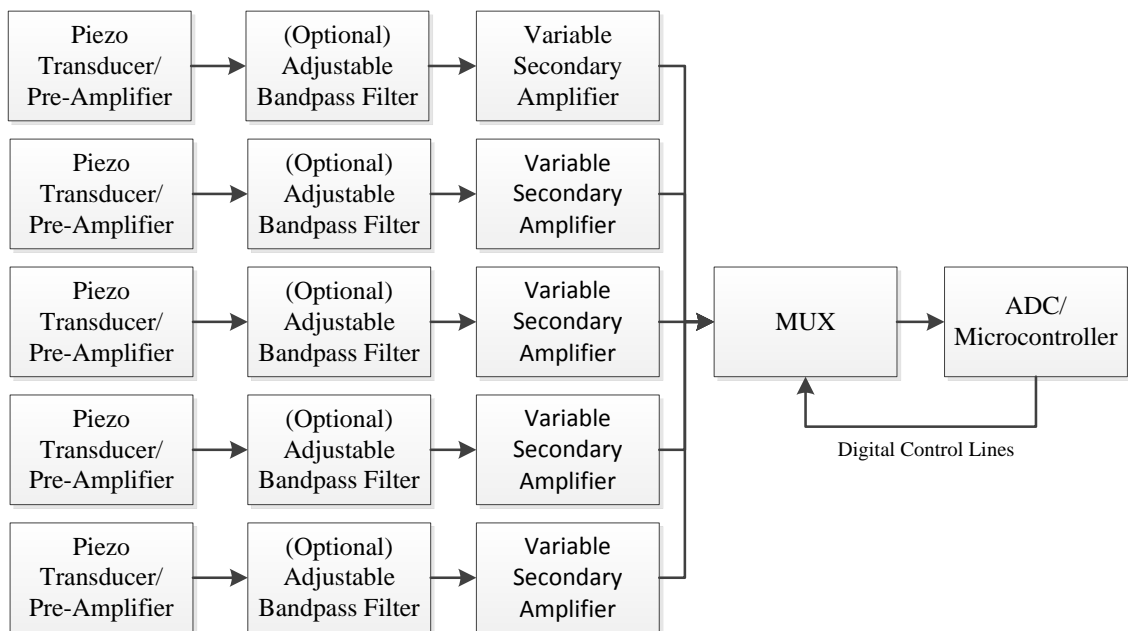 Piezo
Transducer/
Pre-Amplifier
(Optional)
Adjustable
Bandpass Filter
Variable
Secondary
Amplifier
Piezo
Transducer/
Pre-Amplifier
(Optional)
Adjustable
Bandpass Filter
Variable
Secondary
Amplifier
Piezo
Transducer/
Pre-Amplifier
(Optional)
Adjustable
Bandpass Filter
Variable
Secondary
Amplifier
MUX
ADC/
Microcontroller
Digital Control Lines
Piezo
Transducer/
Pre-Amplifier
(Optional)
Adjustable
Bandpass Filter
Variable
Secondary
Amplifier
Piezo
Transducer/
Pre-Amplifier
(Optional)
Adjustable
Bandpass Filter
Variable
Secondary
Amplifier